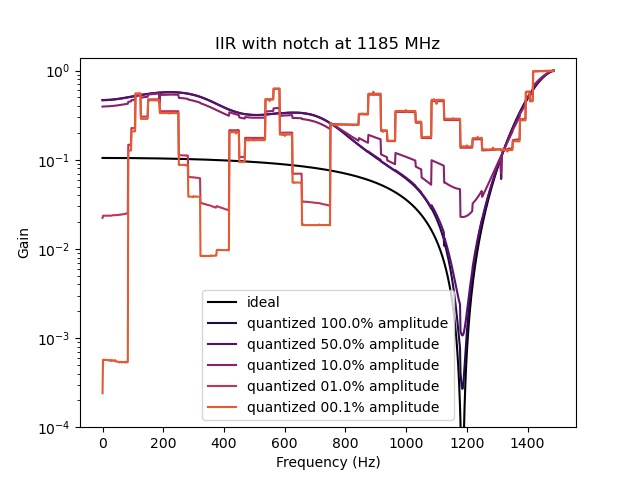 IIR with notch at 1185 MHz
10⁰
10⁻¹
10⁻²
10⁻³
10⁻⁴
Gain
ideal
quantized 100.0% amplitude
quantized 50.0% amplitude
quantized 10.0% amplitude
quantized 01.0% amplitude
quantized 00.1% amplitude
0 200 400 600 800 1000 1200 1400
Frequency (Hz)